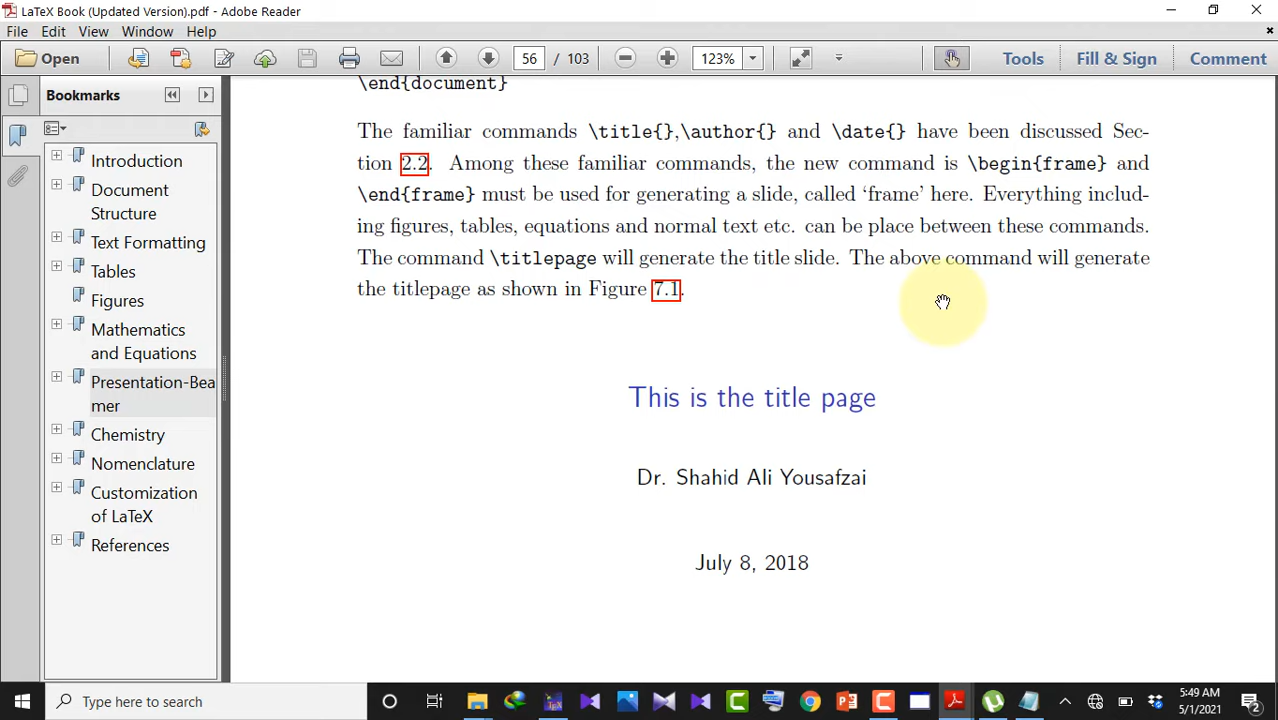 LaTeX Book (Updated Version).pdf - Adobe Reader
File Edit View Window Help
Open 56 / 103 123% Tools Fill & Sign Comment
Bookmarks
Introduction
Document
Structure
Text Formatting
Tables
Figures
Mathematics
and Equations
Presentation-Bea
mer
Chemistry
Nomenclature
Customization
of LaTeX
References
\end{document}
The familiar commands \title{},\author{} and \date{} have been discussed Sec-
tion 2.2. Among these familiar commands, the new command is \begin{frame} and
\end{frame} must be used for generating a slide, called ‘frame’ here. Everything includ-
ing figures, tables, equations and normal text etc. can be place between these commands.
The command \titlepage will generate the title slide. The above command will generate
the titlepage as shown in Figure 7.1.
This is the title page
Dr. Shahid Ali Yousafzai
July 8, 2018
Type here to search
5:49 AM
5/1/2021
2